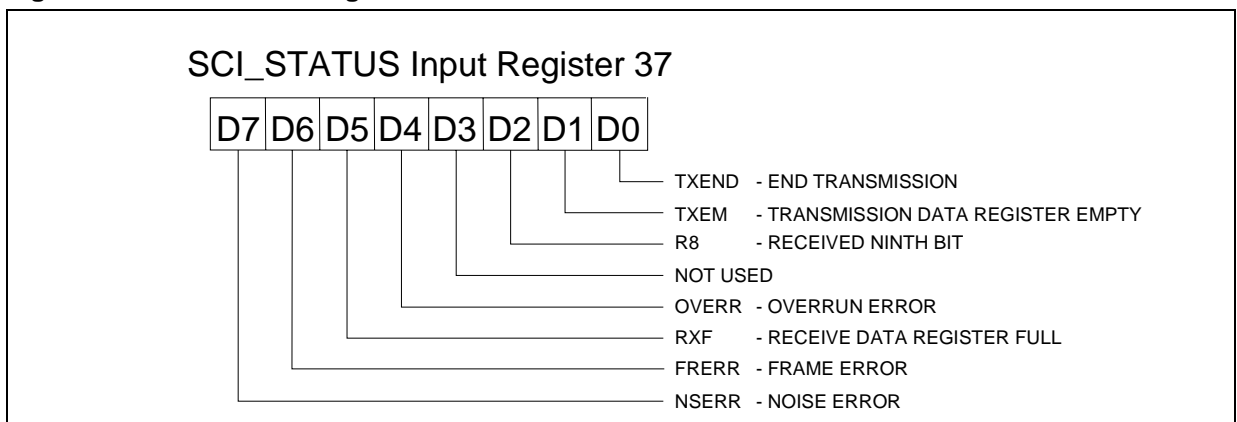 SCI_STATUS Input Register 37
D7 D6 D5 D4 D3 D2 D1 D0
TXEND - END TRANSMISSION
TXEM - TRANSMISSION DATA REGISTER EMPTY
R8 - RECEIVED NINTH BIT
NOT USED
OVERR - OVERRUN ERROR
RXF - RECEIVE DATA REGISTER FULL
FRERR - FRAME ERROR
NSERR - NOISE ERROR